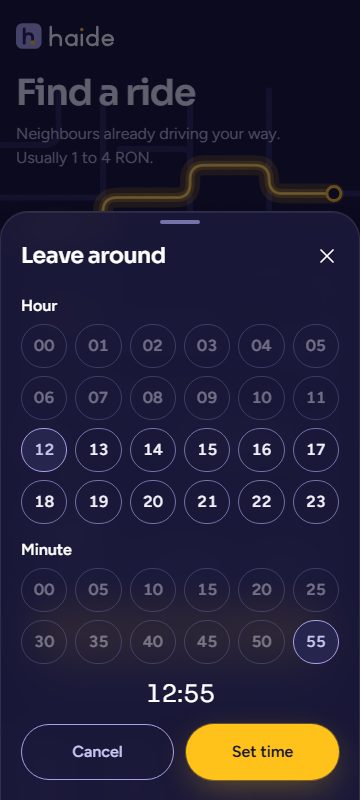 haide
Find a ride
Neighbours already driving your way.
Usually 1 to 4 RON.
Leave around
Hour
00 01 02 03 04 05
06 07 08 09 10 11
12 13 14 15 16 17
18 19 20 21 22 23
Minute
00 05 10 15 20 25
30 35 40 45 50 55
12:55
Cancel Set time